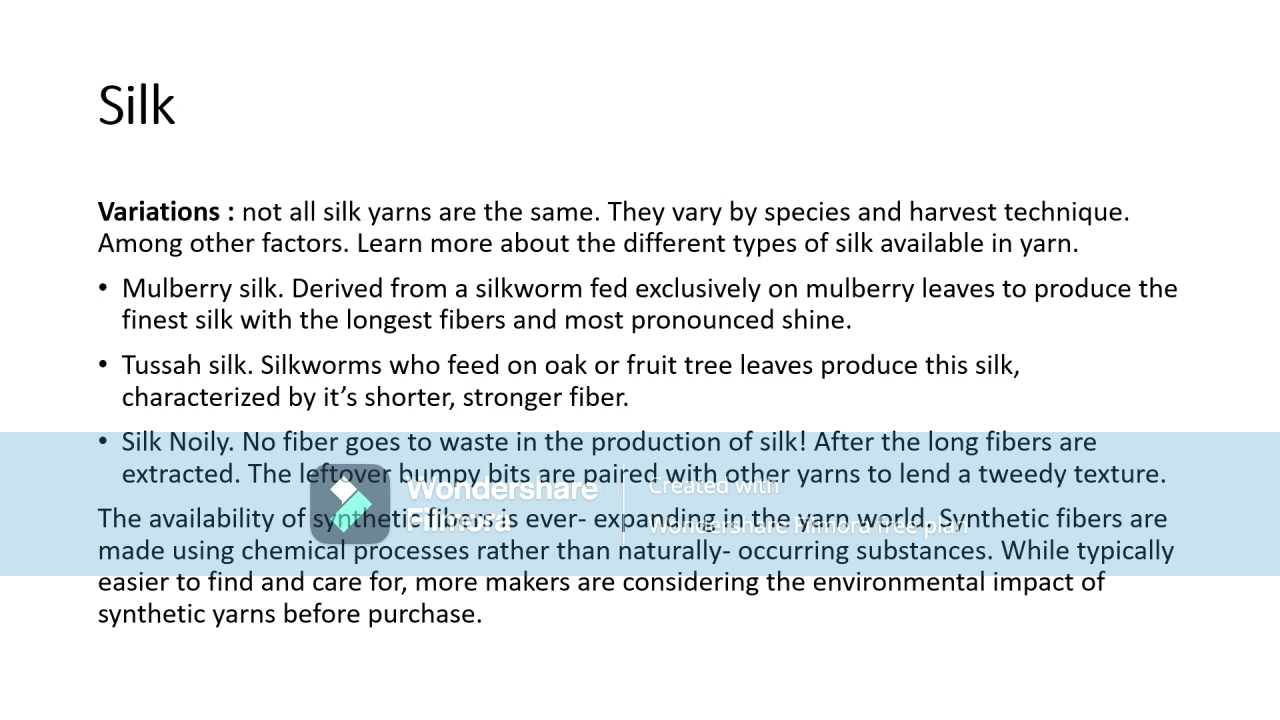 Silk
Variations : not all silk yarns are the same. They vary by species and harvest technique.
Among other factors. Learn more about the different types of silk available in yarn.
• Mulberry silk. Derived from a silkworm fed exclusively on mulberry leaves to produce the
finest silk with the longest fibers and most pronounced shine.
• Tussah silk. Silkworms who feed on oak or fruit tree leaves produce this silk,
characterized by it’s shorter, stronger fiber.
• Silk Noily. No fiber goes to waste in the production of silk! After the long fibers are
extracted. The leftover bumpy bits are paired with other yarns to lend a tweedy texture.
The availability of synthetic fibers is ever- expanding in the yarn world. Synthetic fibers are
made using chemical processes rather than naturally- occurring substances. While typically
easier to find and care for, more makers are considering the environmental impact of
synthetic yarns before purchase.
Wondershare
Filmora
Created with
Wondershare Filmora free plan